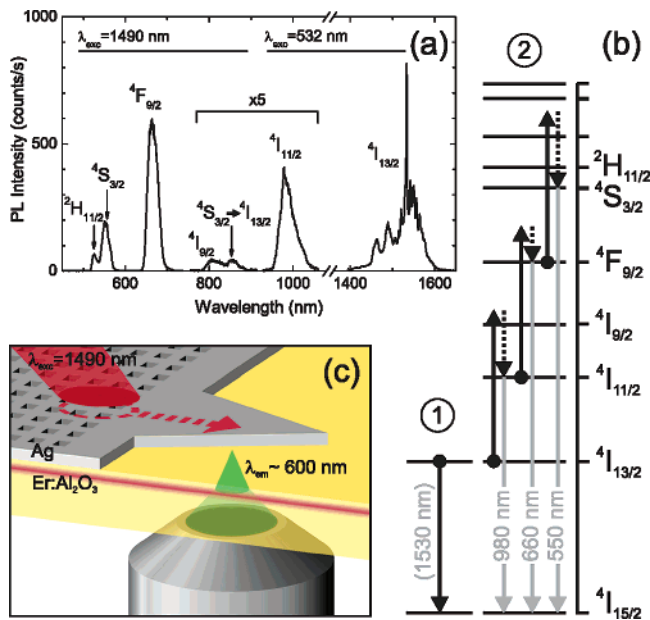 1000
500
0
PL Intensity (counts/s)
λexc=1490 nm
λexc=532 nm
(a)
⁴F9/2
x5
⁴S3/2
²H11/2
⁴S3/2 ⁴I13/2
⁴I9/2
⁴I11/2
⁴I13/2
600
800
1000
1400
1600
Wavelength (nm)
(b)
2
²H11/2
⁴S3/2
⁴F9/2
⁴I9/2
⁴I11/2
1
⁴I13/2
(1530 nm)
980 nm
660 nm
550 nm
⁴I15/2
(c)
λexc=1490 nm
Ag
Er:Al₂O₃
λem~ 600 nm